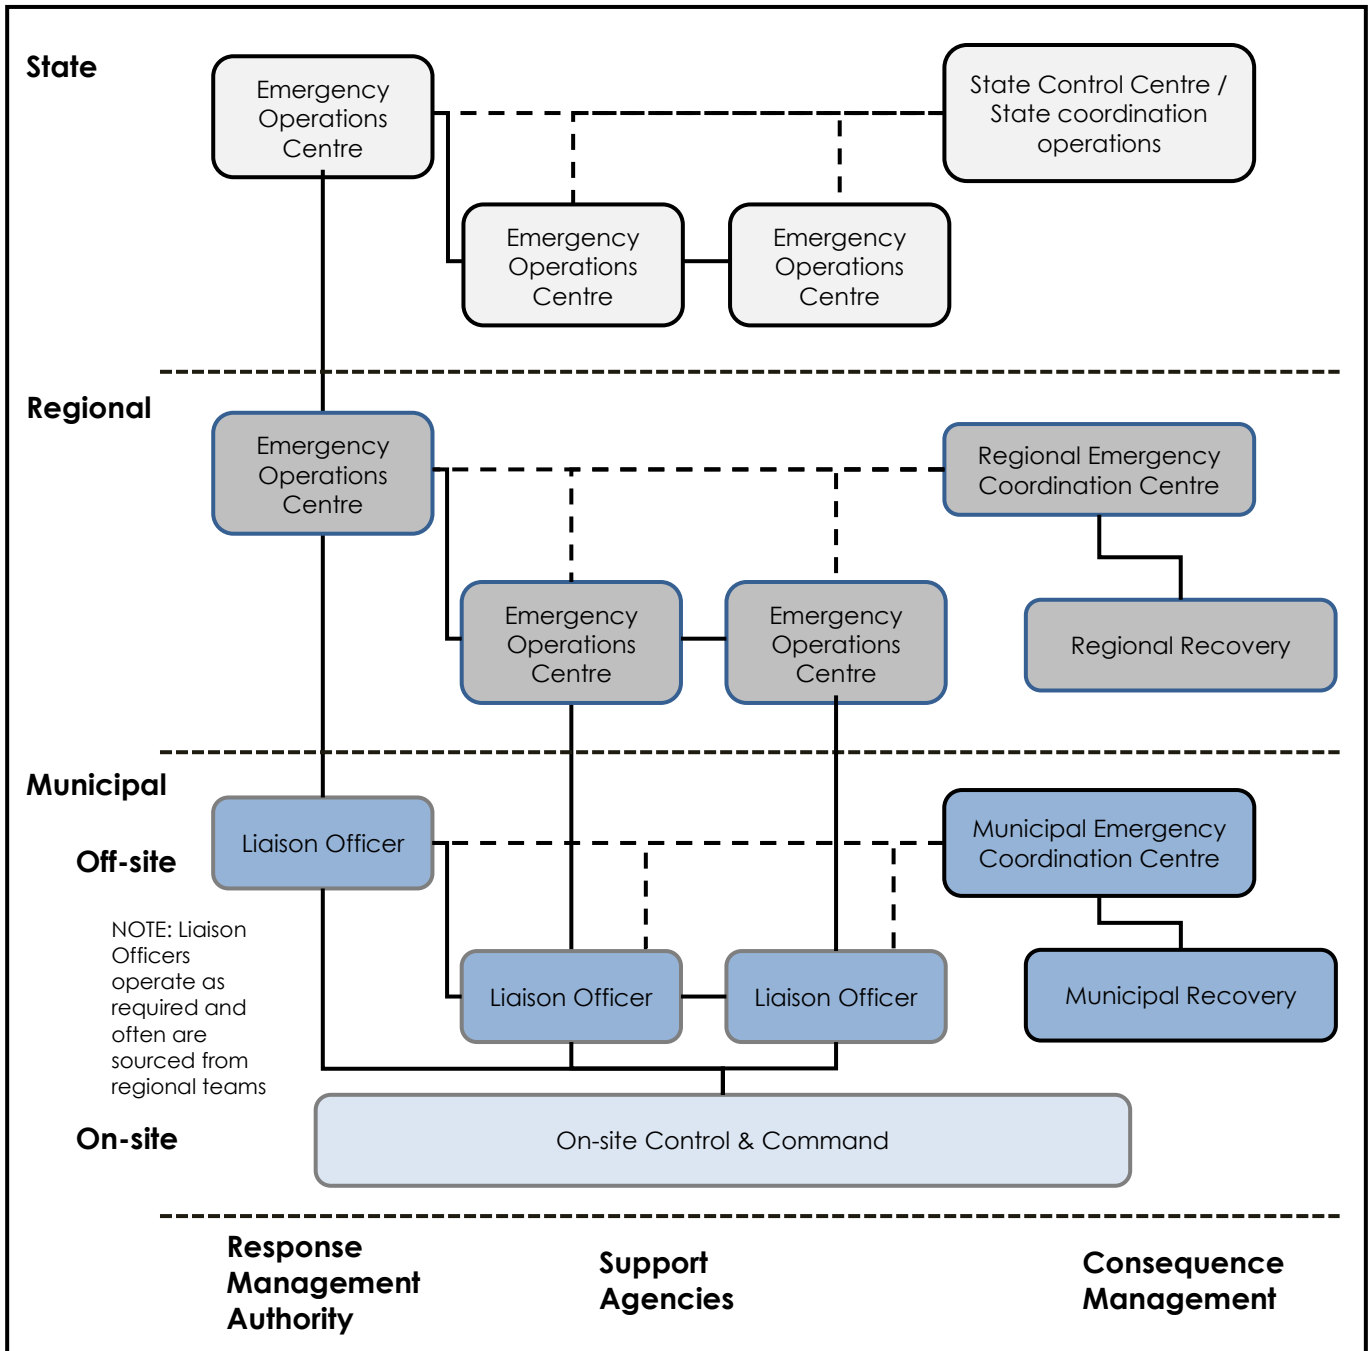 State
Emergency
Operations
Centre
State Control Centre /
State coordination
operations
Emergency
Operations
Centre
Emergency
Operations
Centre
Regional
Emergency
Operations
Centre
Regional Emergency
Coordination Centre
Emergency
Operations
Centre
Emergency
Operations
Centre
Regional Recovery
Municipal
Liaison Officer
Municipal Emergency
Coordination Centre
Off-site
NOTE: Liaison
Officers
operate as
required and
often are
sourced from
regional teams
Liaison Officer
Liaison Officer
Municipal Recovery
On-site
On-site Control & Command
Response
Management
Authority
Support
Agencies
Consequence
Management